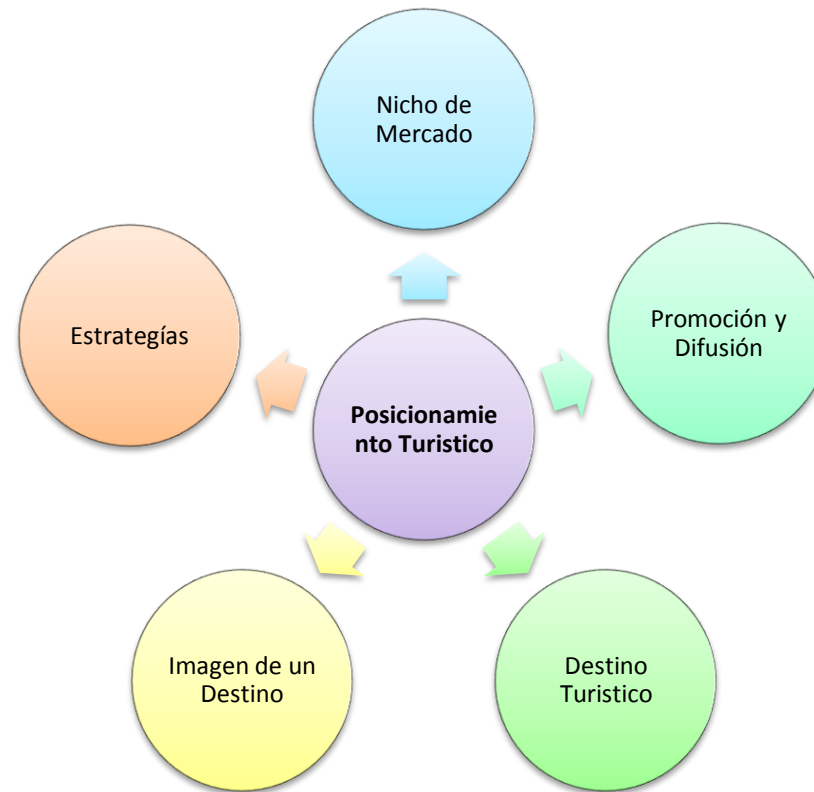 Nicho de
Mercado
Estrategías
Promoción y
Difusión
Posicionamie
nto Turistico
Imagen de un
Destino
Destino
Turistico